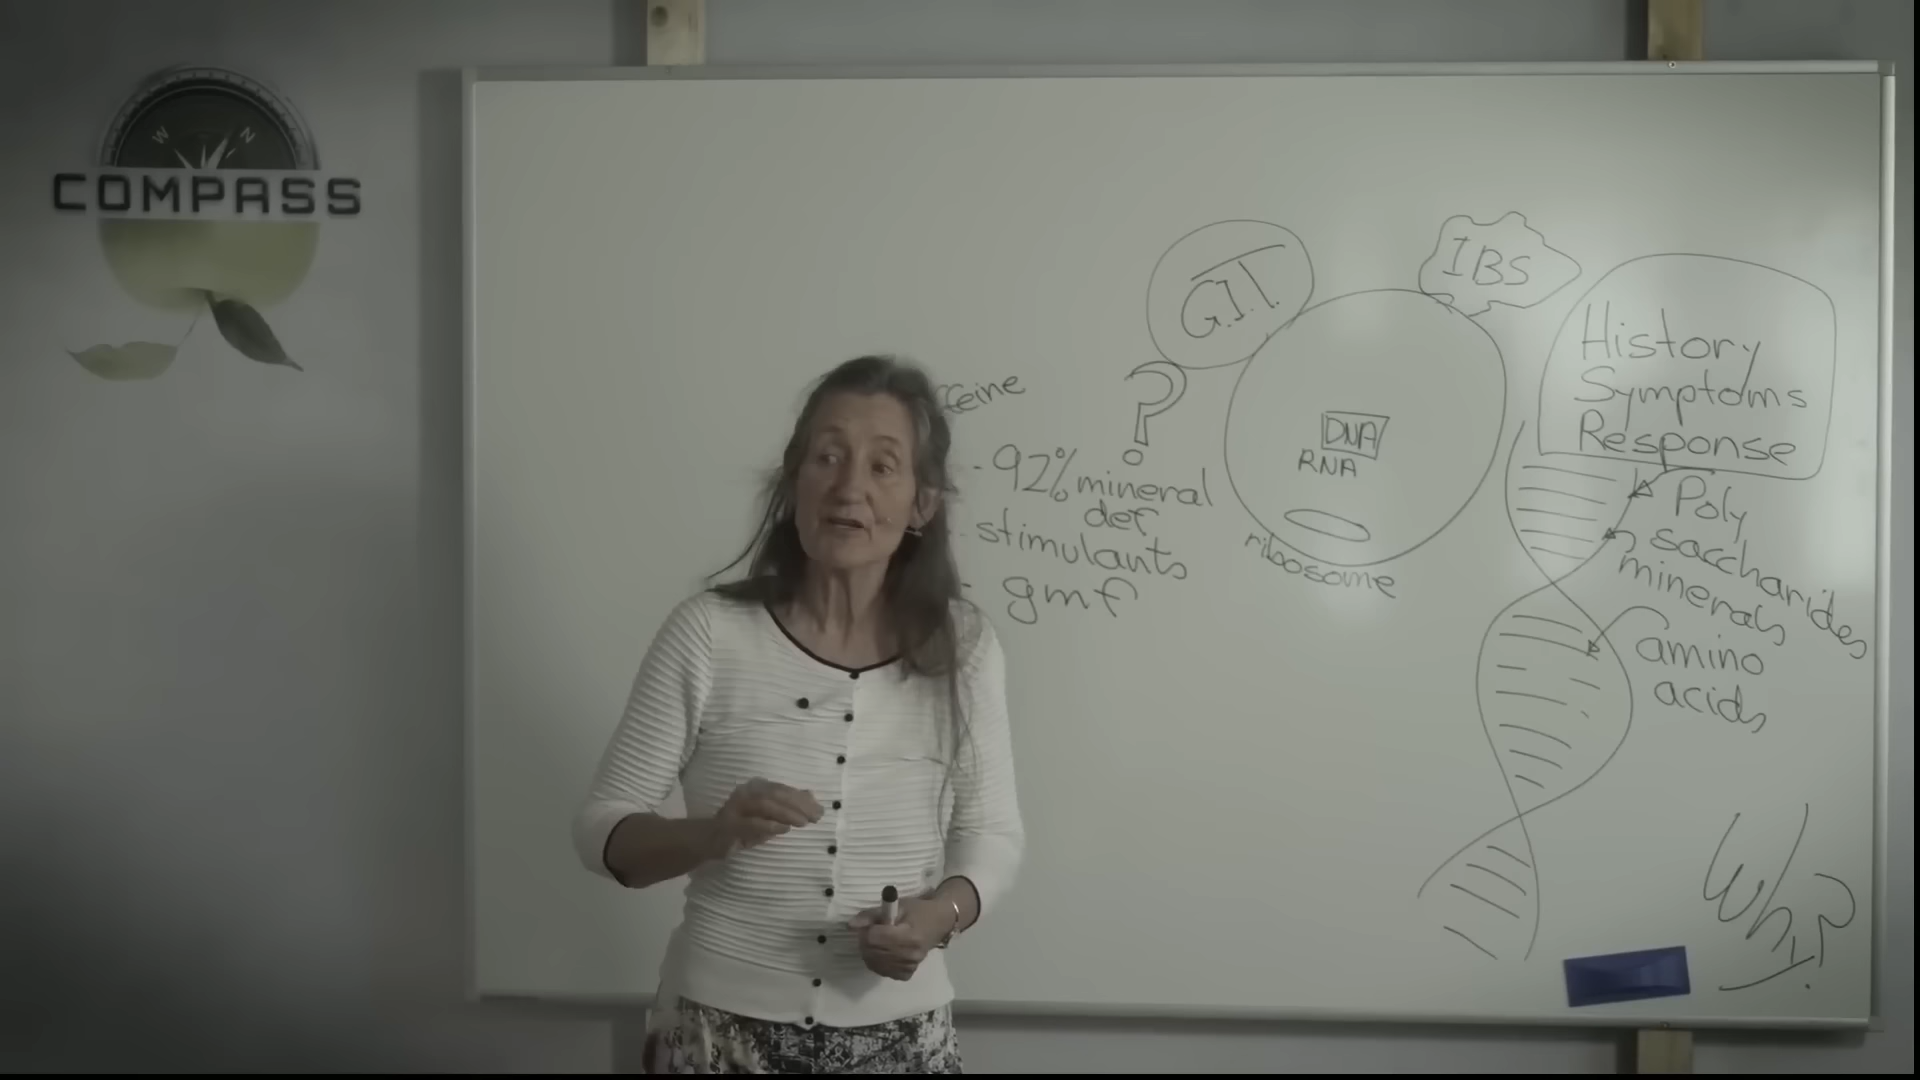 W N
COMPASS
G.I.T.
IBS
History
Symptoms
Response
ffeine
?
- 92% mineral
def
- stimulants
- gmf
DNA
RNA
ribosome
Poly
saccharides
minerals
amino
acids
Why?